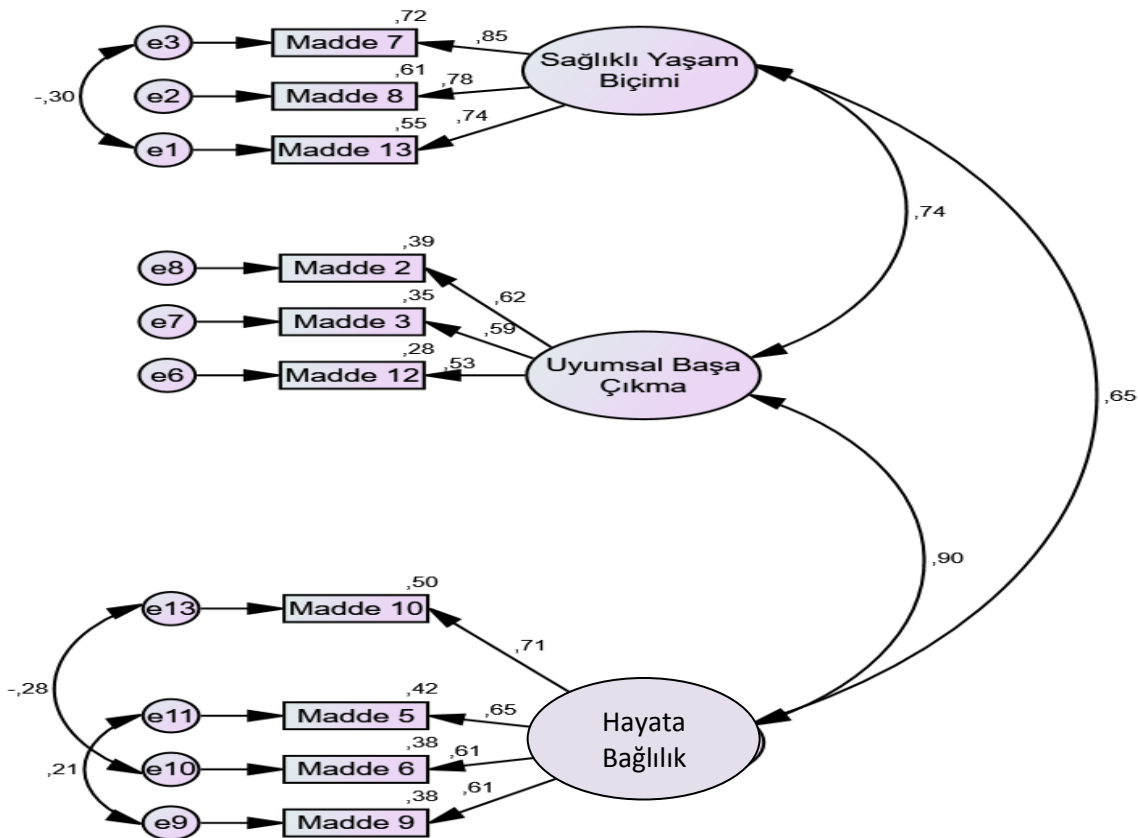 ,72
e3
Madde 7
,85
Sağlıklı Yaşam
Biçimi
,61
e2
Madde 8
,78
-,30
,55
e1
Madde 13
,74
,74
,39
e8
Madde 2
,62
,35
e7
Madde 3
,59
,28
e6
Madde 12
,53
Uyumsal Başa
Çıkma
,65
,90
,50
e13
Madde 10
,71
-,28
,42
e11
Madde 5
,65
Hayata
Bağlılık
,38
e10
Madde 6
,61
,21
,38
e9
Madde 9
,61